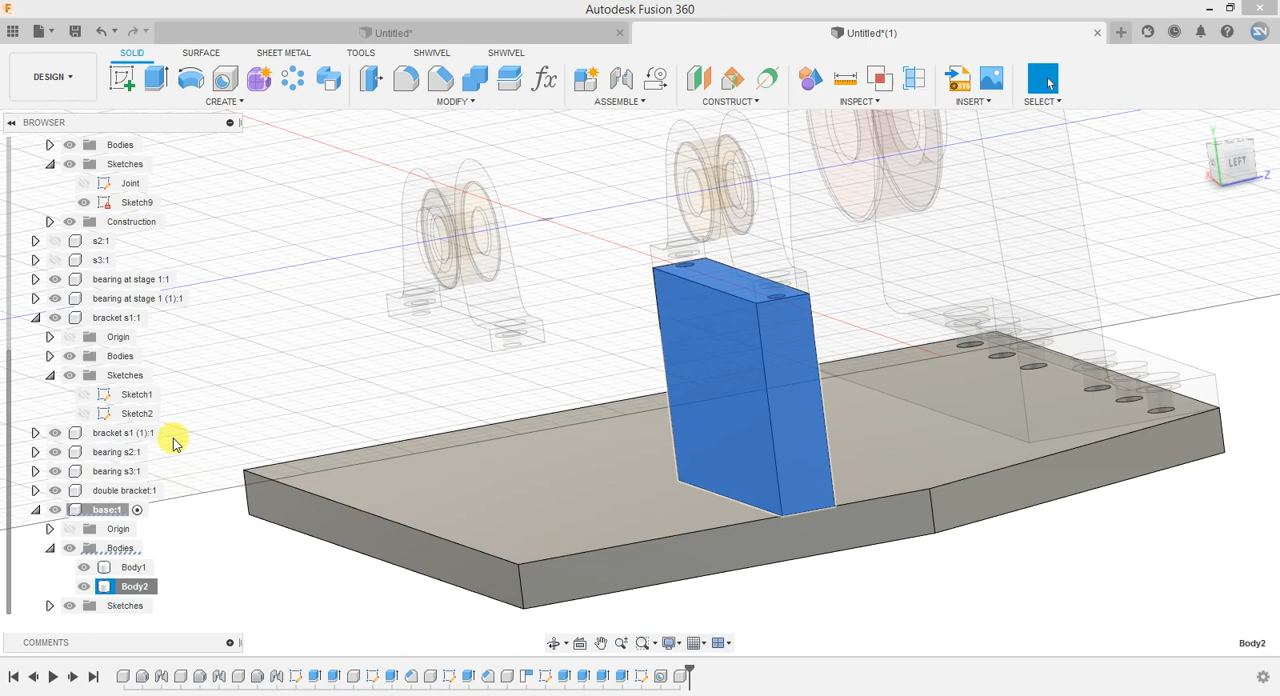 Autodesk Fusion 360
Untitled*
Untitled*(1)
SOLID
SURFACE
SHEET METAL
TOOLS
SHWIVEL
SHWIVEL
DESIGN
CREATE
MODIFY
ASSEMBLE
CONSTRUCT
INSPECT
INSERT
SELECT
BROWSER
Bodies
Sketches
Joint
Sketch9
Construction
s2:1
s3:1
bearing at stage 1:1
bearing at stage 1 (1):1
bracket s1:1
Origin
Bodies
Sketches
Sketch1
Sketch2
bracket s1 (1):1
bearing s2:1
bearing s3:1
double bracket:1
base:1
Origin
Bodies
Body1
Body2
Sketches
Y
LEFT
Z
COMMENTS
Body2